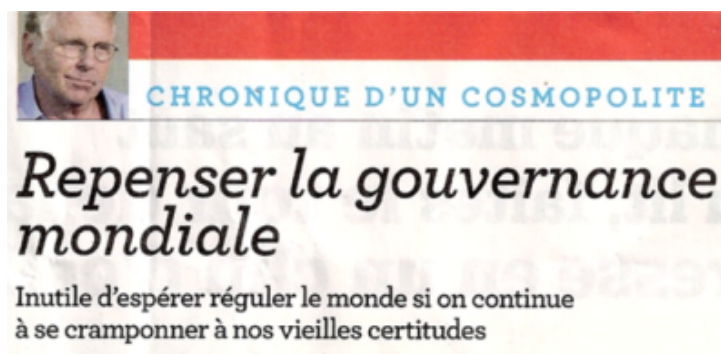 CHRONIQUE D'UN COSMOPOLITE
Repenser la gouvernance
mondiale
Inutile d'espérer réguler le monde si on continue
à se cramponner à nos vieilles certitudes